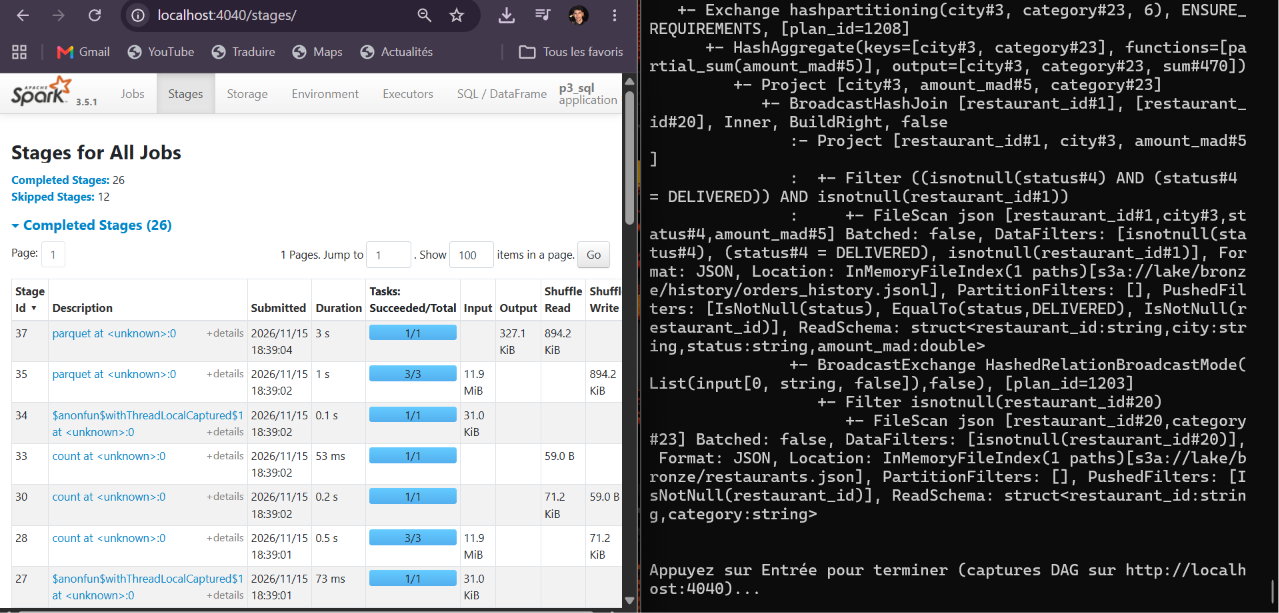 localhost:4040/stages/
Gmail YouTube Traduire Maps Actualités Tous les favoris
APACHE Spark 3.5.1 Jobs Stages Storage Environment Executors SQL / DataFrame p3_sql application
Stages for All Jobs
Completed Stages: 26
Skipped Stages: 12
Completed Stages (26)
Page: 1 1 Pages. Jump to 1 . Show 100 items in a page. Go
Stage Id ▾ Description Submitted Duration Tasks: Succeeded/Total Input Output Shuffle Read Shuffl Write
37 parquet at <unknown>:0 +details 2026/11/15 18:39:04 3 s 1/1 327.1 KiB 894.2 KiB
35 parquet at <unknown>:0 +details 2026/11/15 18:39:02 1 s 3/3 11.9 MiB 894.2 KiB
34 $anonfun$withThreadLocalCaptured$1 at <unknown>:0 +details 2026/11/15 18:39:02 0.1 s 1/1 31.0 KiB
33 count at <unknown>:0 +details 2026/11/15 18:39:02 53 ms 1/1 59.0 B
30 count at <unknown>:0 +details 2026/11/15 18:39:02 0.2 s 1/1 71.2 KiB 59.0 B
28 count at <unknown>:0 +details 2026/11/15 18:39:01 0.5 s 3/3 11.9 MiB 71.2 KiB
27 $anonfun$withThreadLocalCaptured$1 at <unknown>:0 +details 2026/11/15 18:39:01 73 ms 1/1 31.0 KiB
+- Exchange hashpartitioning(city#3, category#23, 6), ENSURE_
REQUIREMENTS, [plan_id=1208]
+- HashAggregate(keys=[city#3, category#23], functions=[pa
rtial_sum(amount_mad#5)], output=[city#3, category#23, sum#470])
+- Project [city#3, amount_mad#5, category#23]
+- BroadcastHashJoin [restaurant_id#1], [restaurant_
id#20], Inner, BuildRight, false
:- Project [restaurant_id#1, city#3, amount_mad#5
]
: +- Filter ((isnotnull(status#4) AND (status#4
= DELIVERED)) AND isnotnull(restaurant_id#1))
: +- FileScan json [restaurant_id#1,city#3,st
atus#4,amount_mad#5] Batched: false, DataFilters: [isnotnull(sta
tus#4), (status#4 = DELIVERED), isnotnull(restaurant_id#1)], For
mat: JSON, Location: InMemoryFileIndex(1 paths)[s3a://lake/bronz
e/history/orders_history.jsonl], PartitionFilters: [], PushedFil
ters: [IsNotNull(status), EqualTo(status,DELIVERED), IsNotNull(r
estaurant_id)], ReadSchema: struct<restaurant_id:string,city:str
ing,status:string,amount_mad:double>
+- BroadcastExchange HashedRelationBroadcastMode(
List(input[0, string, false]),false), [plan_id=1203]
+- Filter isnotnull(restaurant_id#20)
+- FileScan json [restaurant_id#20,category
#23] Batched: false, DataFilters: [isnotnull(restaurant_id#20)],
Format: JSON, Location: InMemoryFileIndex(1 paths)[s3a://lake/b
ronze/restaurants.json], PartitionFilters: [], PushedFilters: [I
sNotNull(restaurant_id)], ReadSchema: struct<restaurant_id:strin
g,category:string>
Appuyez sur Entrée pour terminer (captures DAG sur http://localh
ost:4040)...